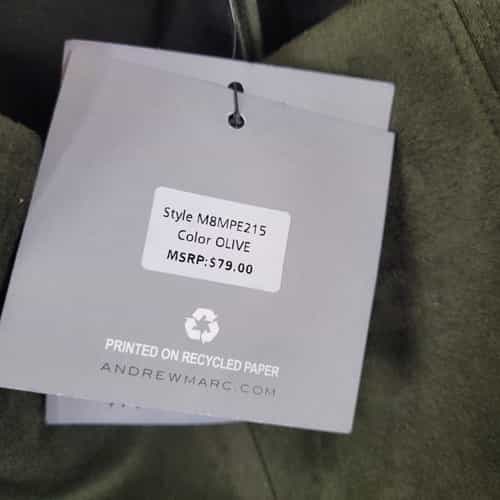 Style M8MPE215
Color OLIVE
MSRP:$79.00
PRINTED ON RECYCLED PAPER
ANDREWMARC.COM